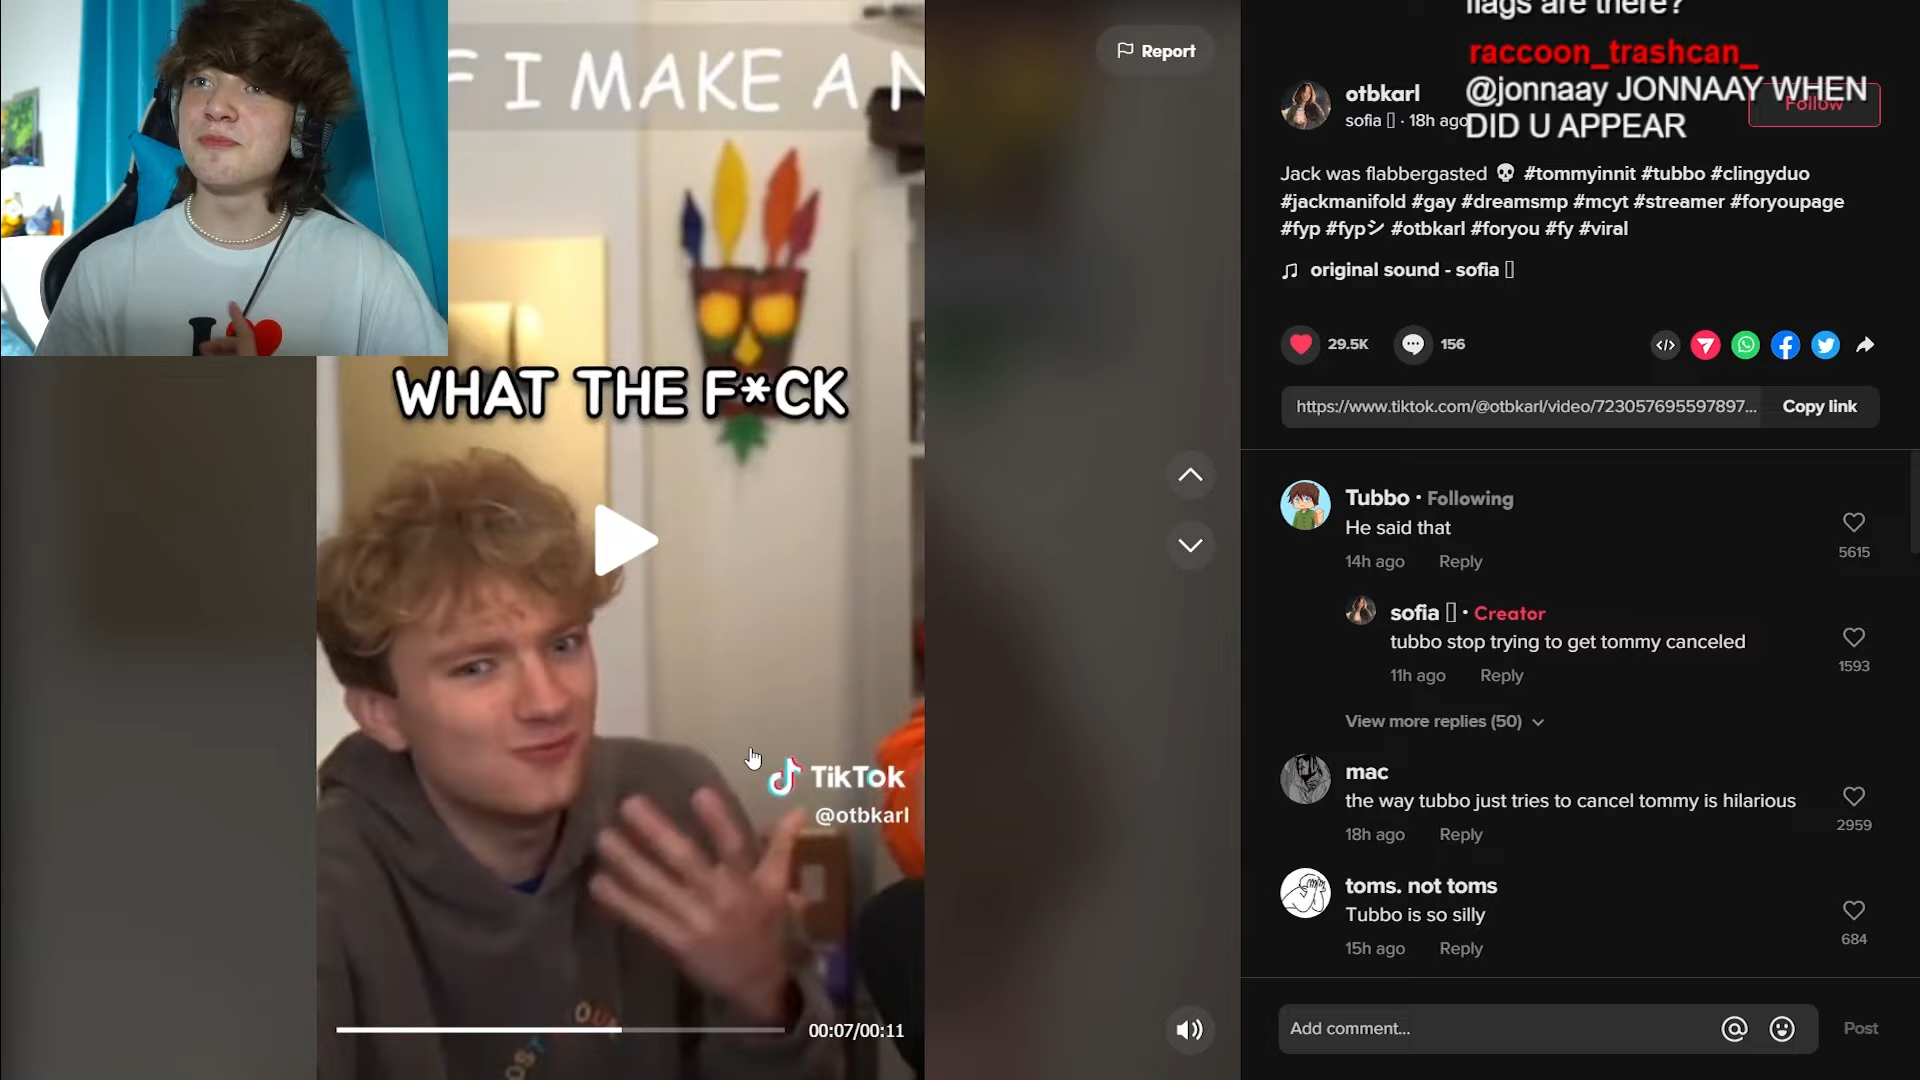 F I MAKE A N
WHAT THE F*CK
I
TikTok
@otbkarl
00:07/00:11
Report
flags are there?
raccoon_trashcan_
@jonnaay JONNAAY WHEN
DID U APPEAR
otbkarl
sofia ▯ · 18h ago
Follow
Jack was flabbergasted 💀 #tommyinnit #tubbo #clingyduo
#jackmanifold #gay #dreamsmp #mcyt #streamer #foryoupage
#fyp #fypシ #otbkarl #foryou #fy #viral
original sound - sofia ▯
29.5K
156
https://www.tiktok.com/@otbkarl/video/723057695597897...
Copy link
Tubbo · Following
He said that
14h ago Reply
5615
sofia ▯ · Creator
tubbo stop trying to get tommy canceled
11h ago Reply
1593
View more replies (50)
mac
the way tubbo just tries to cancel tommy is hilarious
18h ago Reply
2959
toms. not toms
Tubbo is so silly
15h ago Reply
684
Add comment...
Post